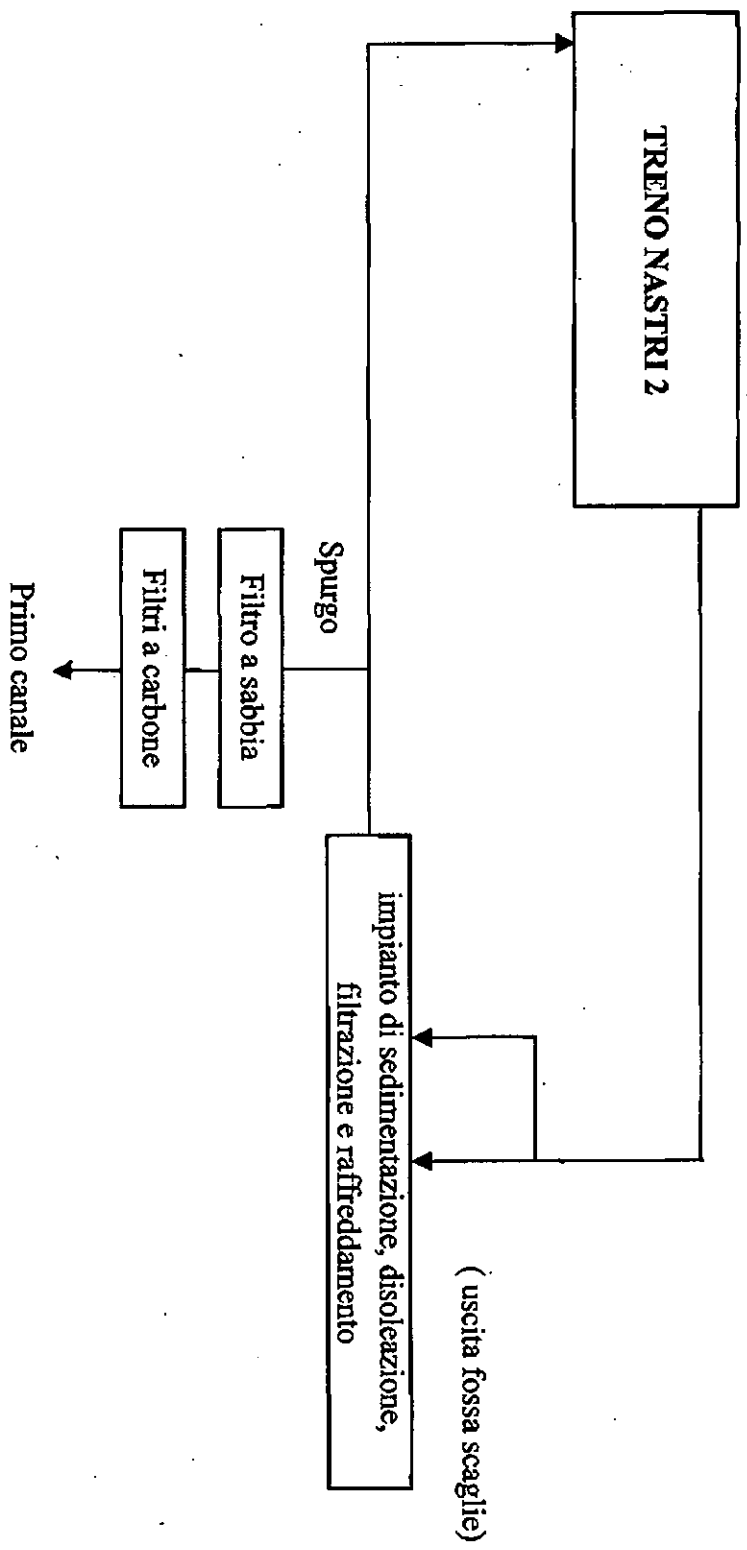 TRENO NASTRI 2
( uscita fossa scaglie)
impianto di sedimentazione, disoleazione,
filtrazione e raffreddamento
Spurgo
Filtro a sabbia
Filtri a carbone
Primo canale